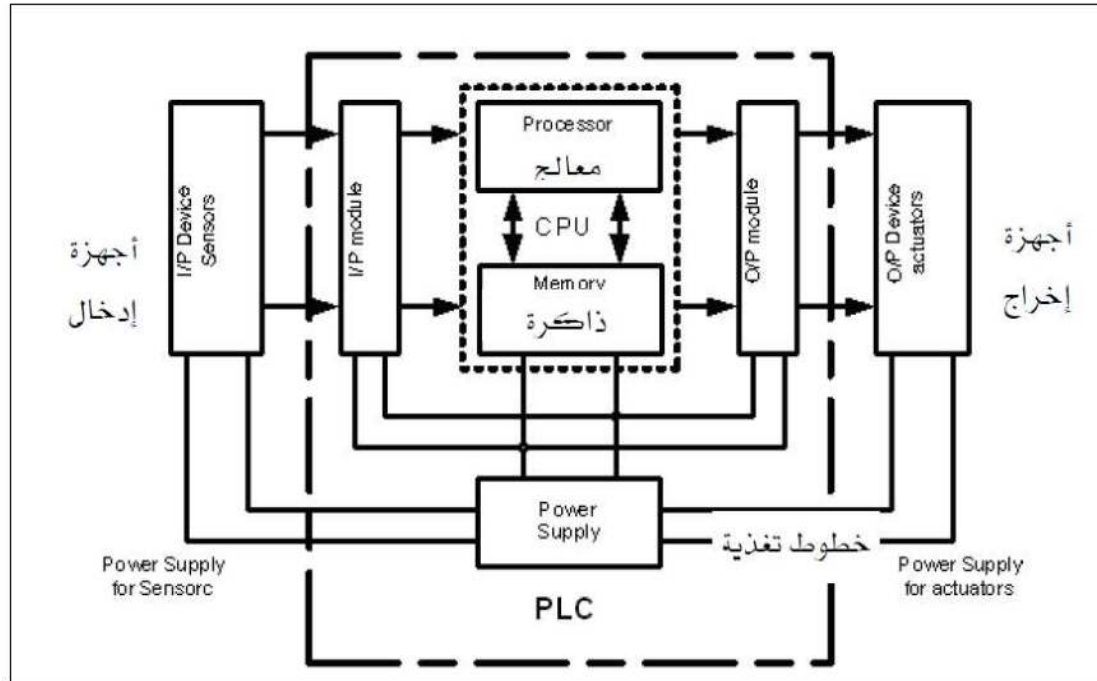 أجهزة
إدخال
I/P Device
Sensors
I/P module
Processor
معالج
CPU
Memory
ذاكرة
O/P module
O/P Device
actuators
أجهزة
إخراج
Power
Supply
خطوط تغذية
Power Supply
for Sensorc
Power Supply
for actuators
PLC